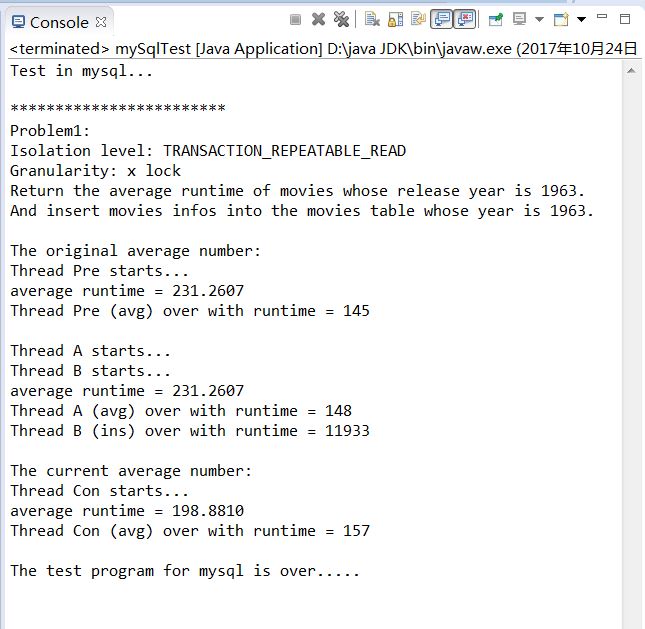 Console
<terminated> mySqlTest [Java Application] D:\java JDK\bin\javaw.exe (2017年10月24日
Test in mysql...
************************
Problem1:
Isolation level: TRANSACTION_REPEATABLE_READ
Granularity: x lock
Return the average runtime of movies whose release year is 1963.
And insert movies infos into the movies table whose year is 1963.
The original average number:
Thread Pre starts...
average runtime = 231.2607
Thread Pre (avg) over with runtime = 145
Thread A starts...
Thread B starts...
average runtime = 231.2607
Thread A (avg) over with runtime = 148
Thread B (ins) over with runtime = 11933
The current average number:
Thread Con starts...
average runtime = 198.8810
Thread Con (avg) over with runtime = 157
The test program for mysql is over.....